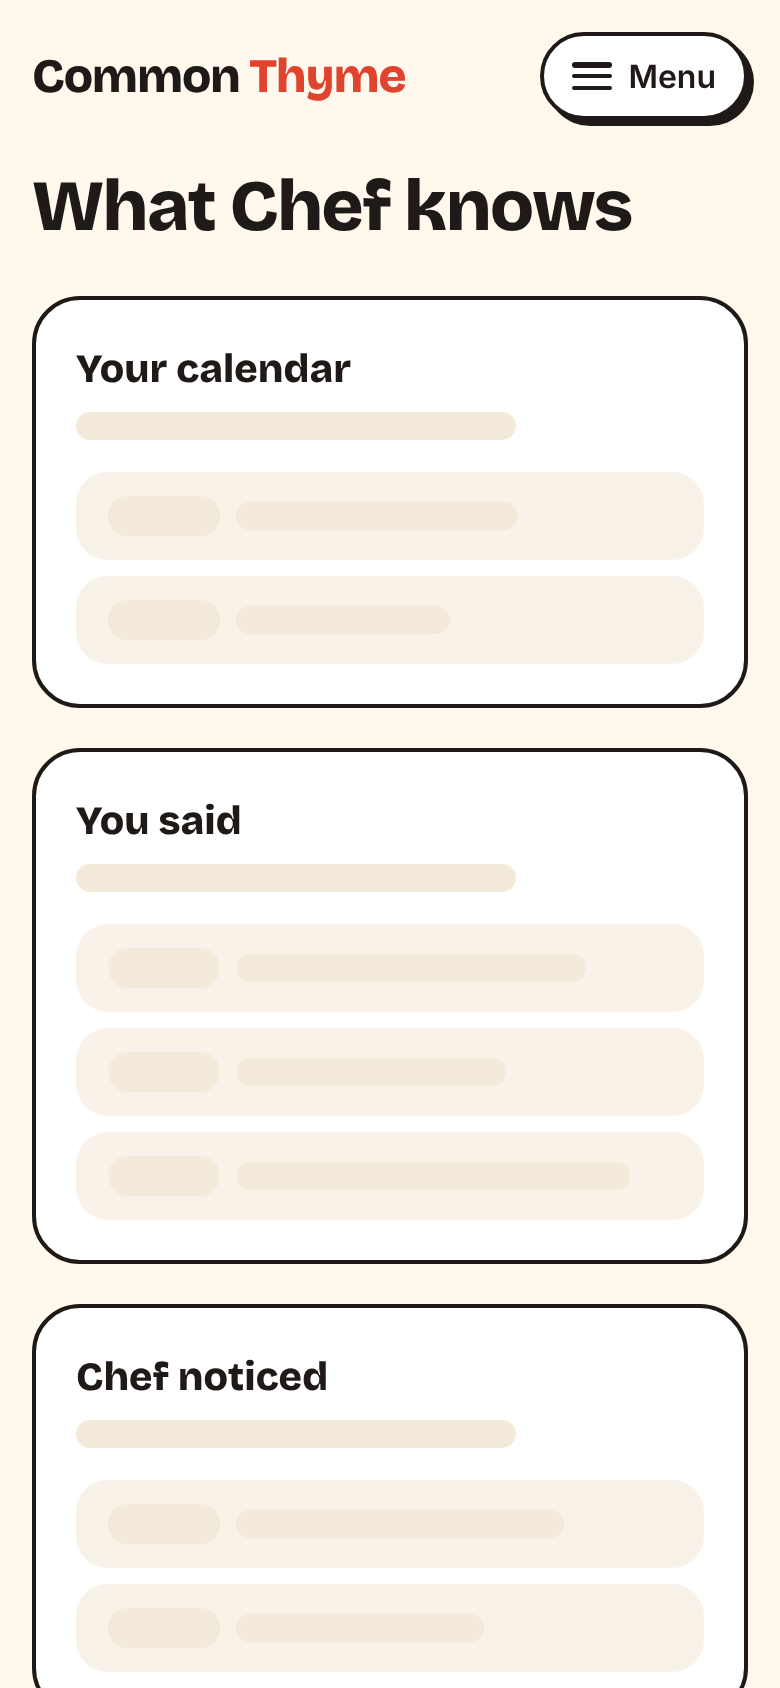 Common Thyme
Menu
What Chef knows
Your calendar
You said
Chef noticed